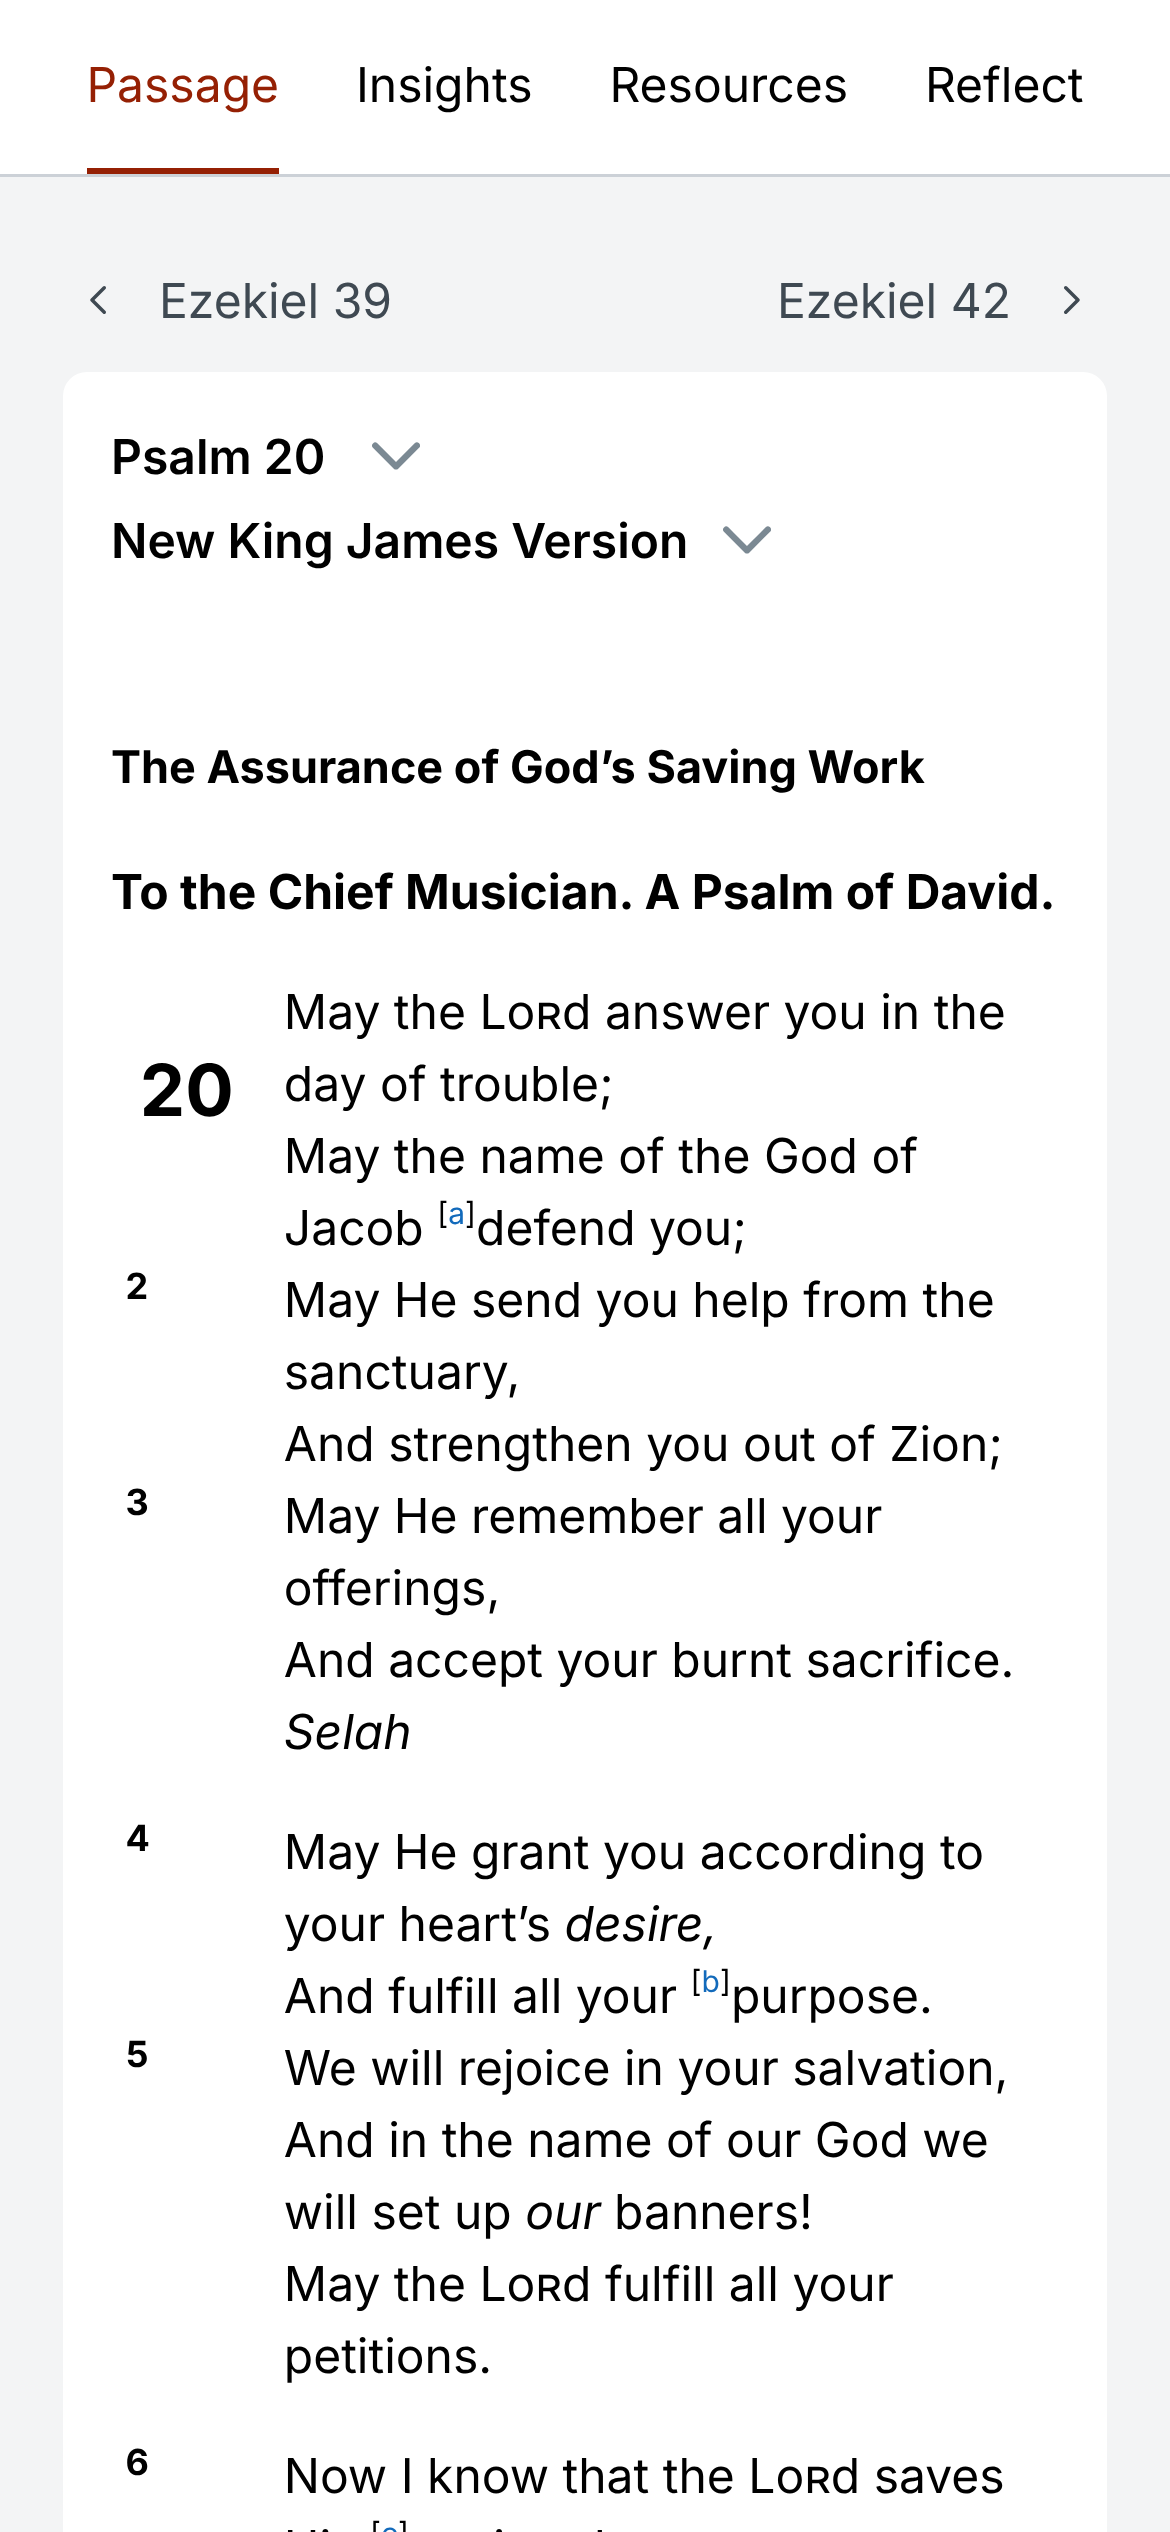 Passage Insights Resources Reflect
Ezekiel 39 Ezekiel 42
Psalm 20
New King James Version
The Assurance of God’s Saving Work
To the Chief Musician. A Psalm of David.
May the Lord answer you in the
20 day of trouble;
May the name of the God of
Jacob [a]defend you;
2 May He send you help from the
sanctuary,
And strengthen you out of Zion;
3 May He remember all your
offerings,
And accept your burnt sacrifice.
Selah
4 May He grant you according to
your heart’s desire,
And fulfill all your [b]purpose.
5 We will rejoice in your salvation,
And in the name of our God we
will set up our banners!
May the Lord fulfill all your
petitions.
6 Now I know that the Lord saves